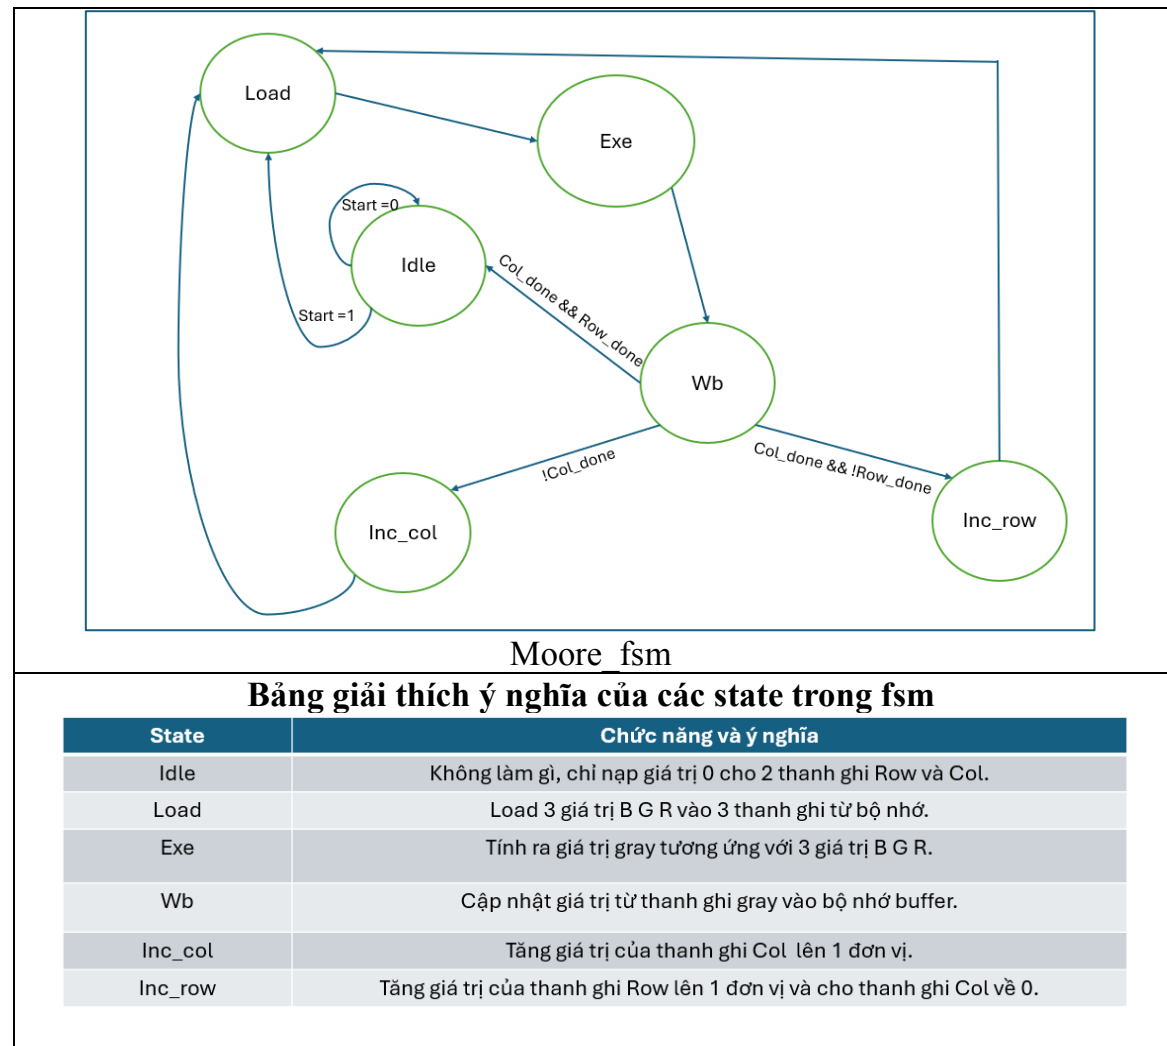 Load
Exe
Start =0
Idle
Col_done && Row_done
Start =1
Wb
!Col_done
Col_done && !Row_done
Inc_col
Inc_row
Moore_fsm
Bảng giải thích ý nghĩa của các state trong fsm
State Chức năng và ý nghĩa
Idle Không làm gì, chỉ nạp giá trị 0 cho 2 thanh ghi Row và Col.
Load Load 3 giá trị B G R vào 3 thanh ghi từ bộ nhớ.
Exe Tính ra giá trị gray tương ứng với 3 giá trị B G R.
Wb Cập nhật giá trị từ thanh ghi gray vào bộ nhớ buffer.
Inc_col Tăng giá trị của thanh ghi Col lên 1 đơn vị.
Inc_row Tăng giá trị của thanh ghi Row lên 1 đơn vị và cho thanh ghi Col về 0.